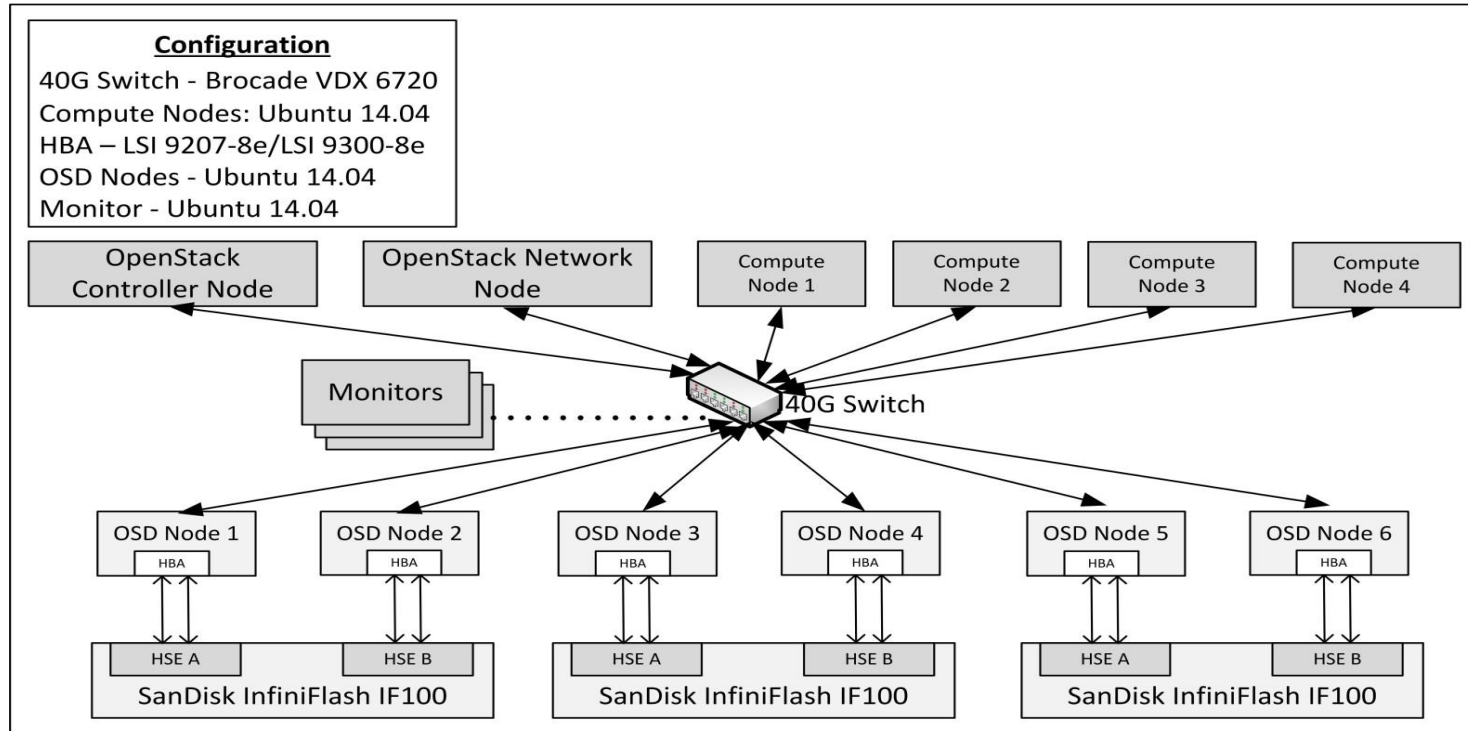 Configuration
40G Switch - Brocade VDX 6720
Compute Nodes: Ubuntu 14.04
HBA – LSI 9207-8e/LSI 9300-8e
OSD Nodes - Ubuntu 14.04
Monitor - Ubuntu 14.04
OpenStack
Controller Node
OpenStack Network
Node
Compute
Node 1
Compute
Node 2
Compute
Node 3
Compute
Node 4
Monitors
40G Switch
OSD Node 1
HBA
OSD Node 2
HBA
OSD Node 3
HBA
OSD Node 4
HBA
OSD Node 5
HBA
OSD Node 6
HBA
HSE A
HSE B
SanDisk InfiniFlash IF100
HSE A
HSE B
SanDisk InfiniFlash IF100
HSE A
HSE B
SanDisk InfiniFlash IF100